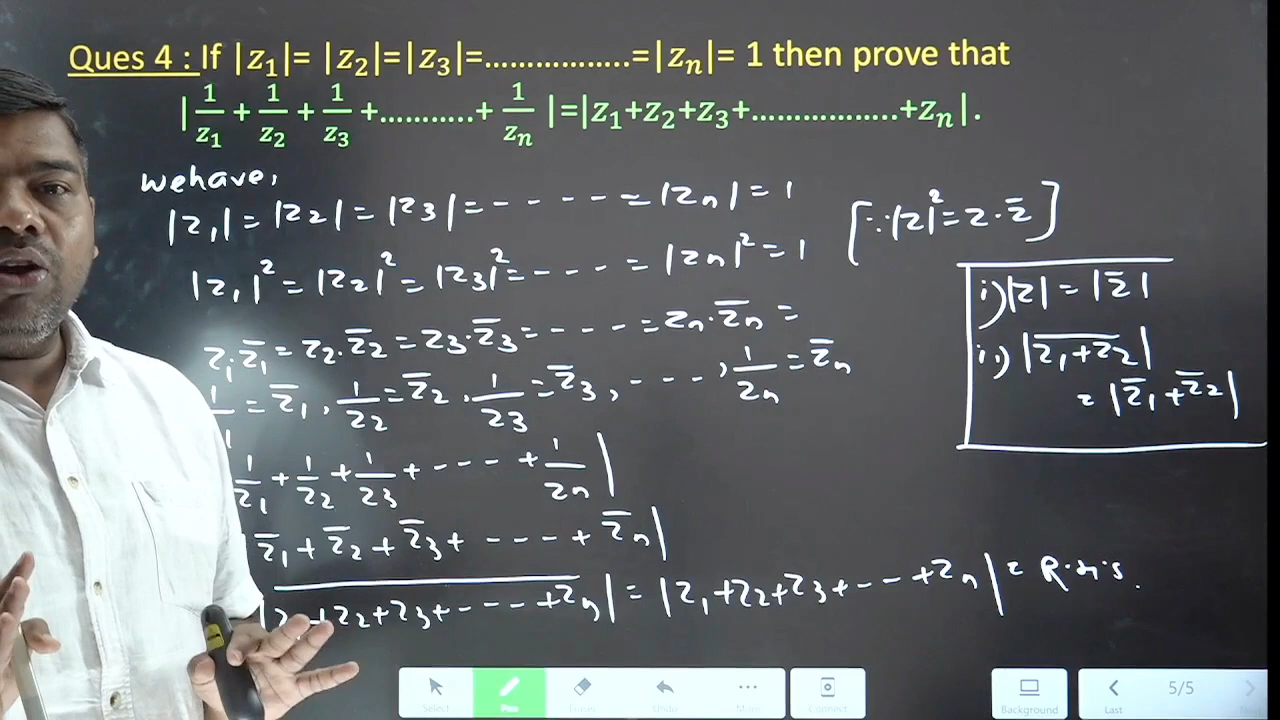 Ques 4 : If |z₁|= |z₂|=|z₃|=………………..=|zₙ|= 1 then prove that
|1/z₁ + 1/z₂ + 1/z₃ +………..+ 1/zₙ |=|z₁+z₂+z₃+………………..+zₙ|.
we have,
|z₁| = |z₂| = |z₃| = - - - - - = |zₙ| = 1
[∵ |z|² = z·z̄]
|z₁|² = |z₂|² = |z₃|² = - - - - = |zₙ|² = 1
z₁·z̄₁ = z₂·z̄₂ = z₃·z̄₃ = - - - - - = zₙ·z̄ₙ =
= z̄₁, 1/z₂ = z̄₂, 1/z₃ = z̄₃, - - - -, 1/zₙ = z̄ₙ
1/z₁ + 1/z₂ + 1/z₃ + - - - - + 1/zₙ|
z̄₁ + z̄₂ + z̄₃ + - - - - + z̄ₙ|
+z₂+z₃+ - - - - +zₙ| = |z₁+z₂+z₃+ - - - +zₙ| = R.H.S.
i) |z| = |z̄|
ii) |z̅₁̅+̅z̅₂̅|
= |z̄₁+z̄₂|
Select
Pen
Eraser
Undo
More
Connect
Background
Last
5/5